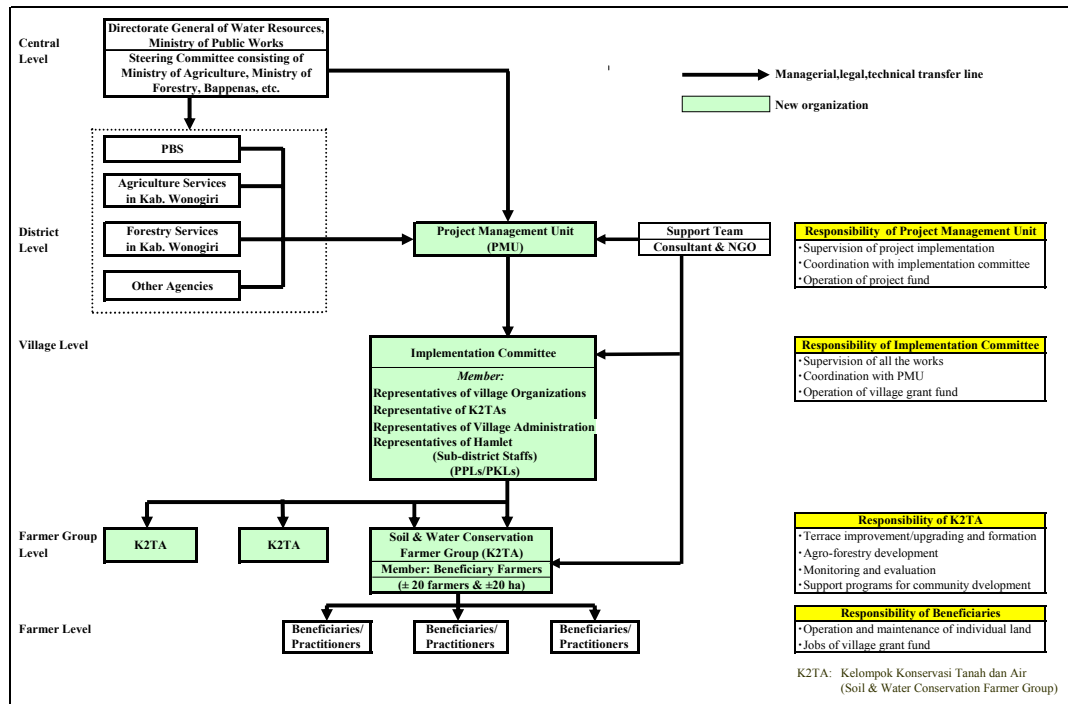 Central
Level
Directorate General of Water Resources,
Ministry of Public Works
Steering Committee consisting of
Ministry of Agriculture, Ministry of
Forestry, Bappenas, etc.
Managerial,legal,technical transfer line
New organization
PBS
Agriculture Services
in Kab. Wonogiri
District
Level
Forestry Services
in Kab. Wonogiri
Other Agencies
Project Management Unit
(PMU)
Support Team
Consultant & NGO
Responsibility of Project Management Unit
・Supervision of project implementation
・Coordination with implementation committee
・Operation of project fund
Village Level
Implementation Committee
Member:
Representatives of village Organizations
Representative of K2TAs
Representatives of Village Administration
Representatives of Hamlet
(Sub-district Staffs)
(PPLs/PKLs)
Responsibility of Implementation Committee
・Supervision of all the works
・Coordination with PMU
・Operation of village grant fund
Farmer Group
Level
K2TA
K2TA
Soil & Water Conservation
Farmer Group (K2TA)
Member: Beneficiary Farmers
(± 20 farmers & ±20 ha)
Responsibility of K2TA
・Terrace improvement/upgrading and formation
・Agro-forestry development
・Monitoring and evaluation
・Support programs for community dvelopment
Farmer Level
Beneficiaries/
Practitioners
Beneficiaries/
Practitioners
Beneficiaries/
Practitioners
Responsibility of Beneficiaries
・Operation and maintenance of individual land
・Jobs of village grant fund
K2TA: Kelompok Konservasi Tanah dan Air
(Soil & Water Conservation Farmer Group)